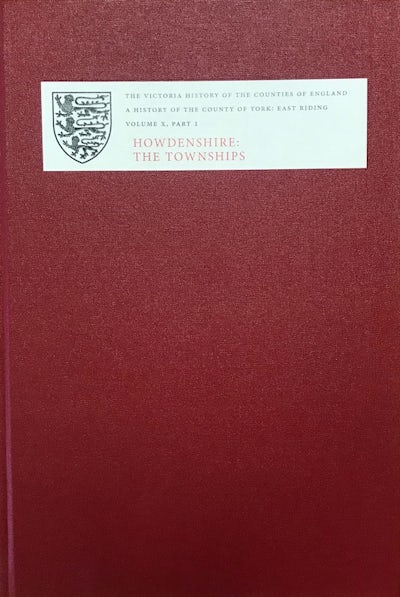 THE VICTORIA HISTORY OF THE COUNTIES OF ENGLAND
A HISTORY OF THE COUNTY OF YORK: EAST RIDING
VOLUME X, PART 1
HOWDENSHIRE:
THE TOWNSHIPS